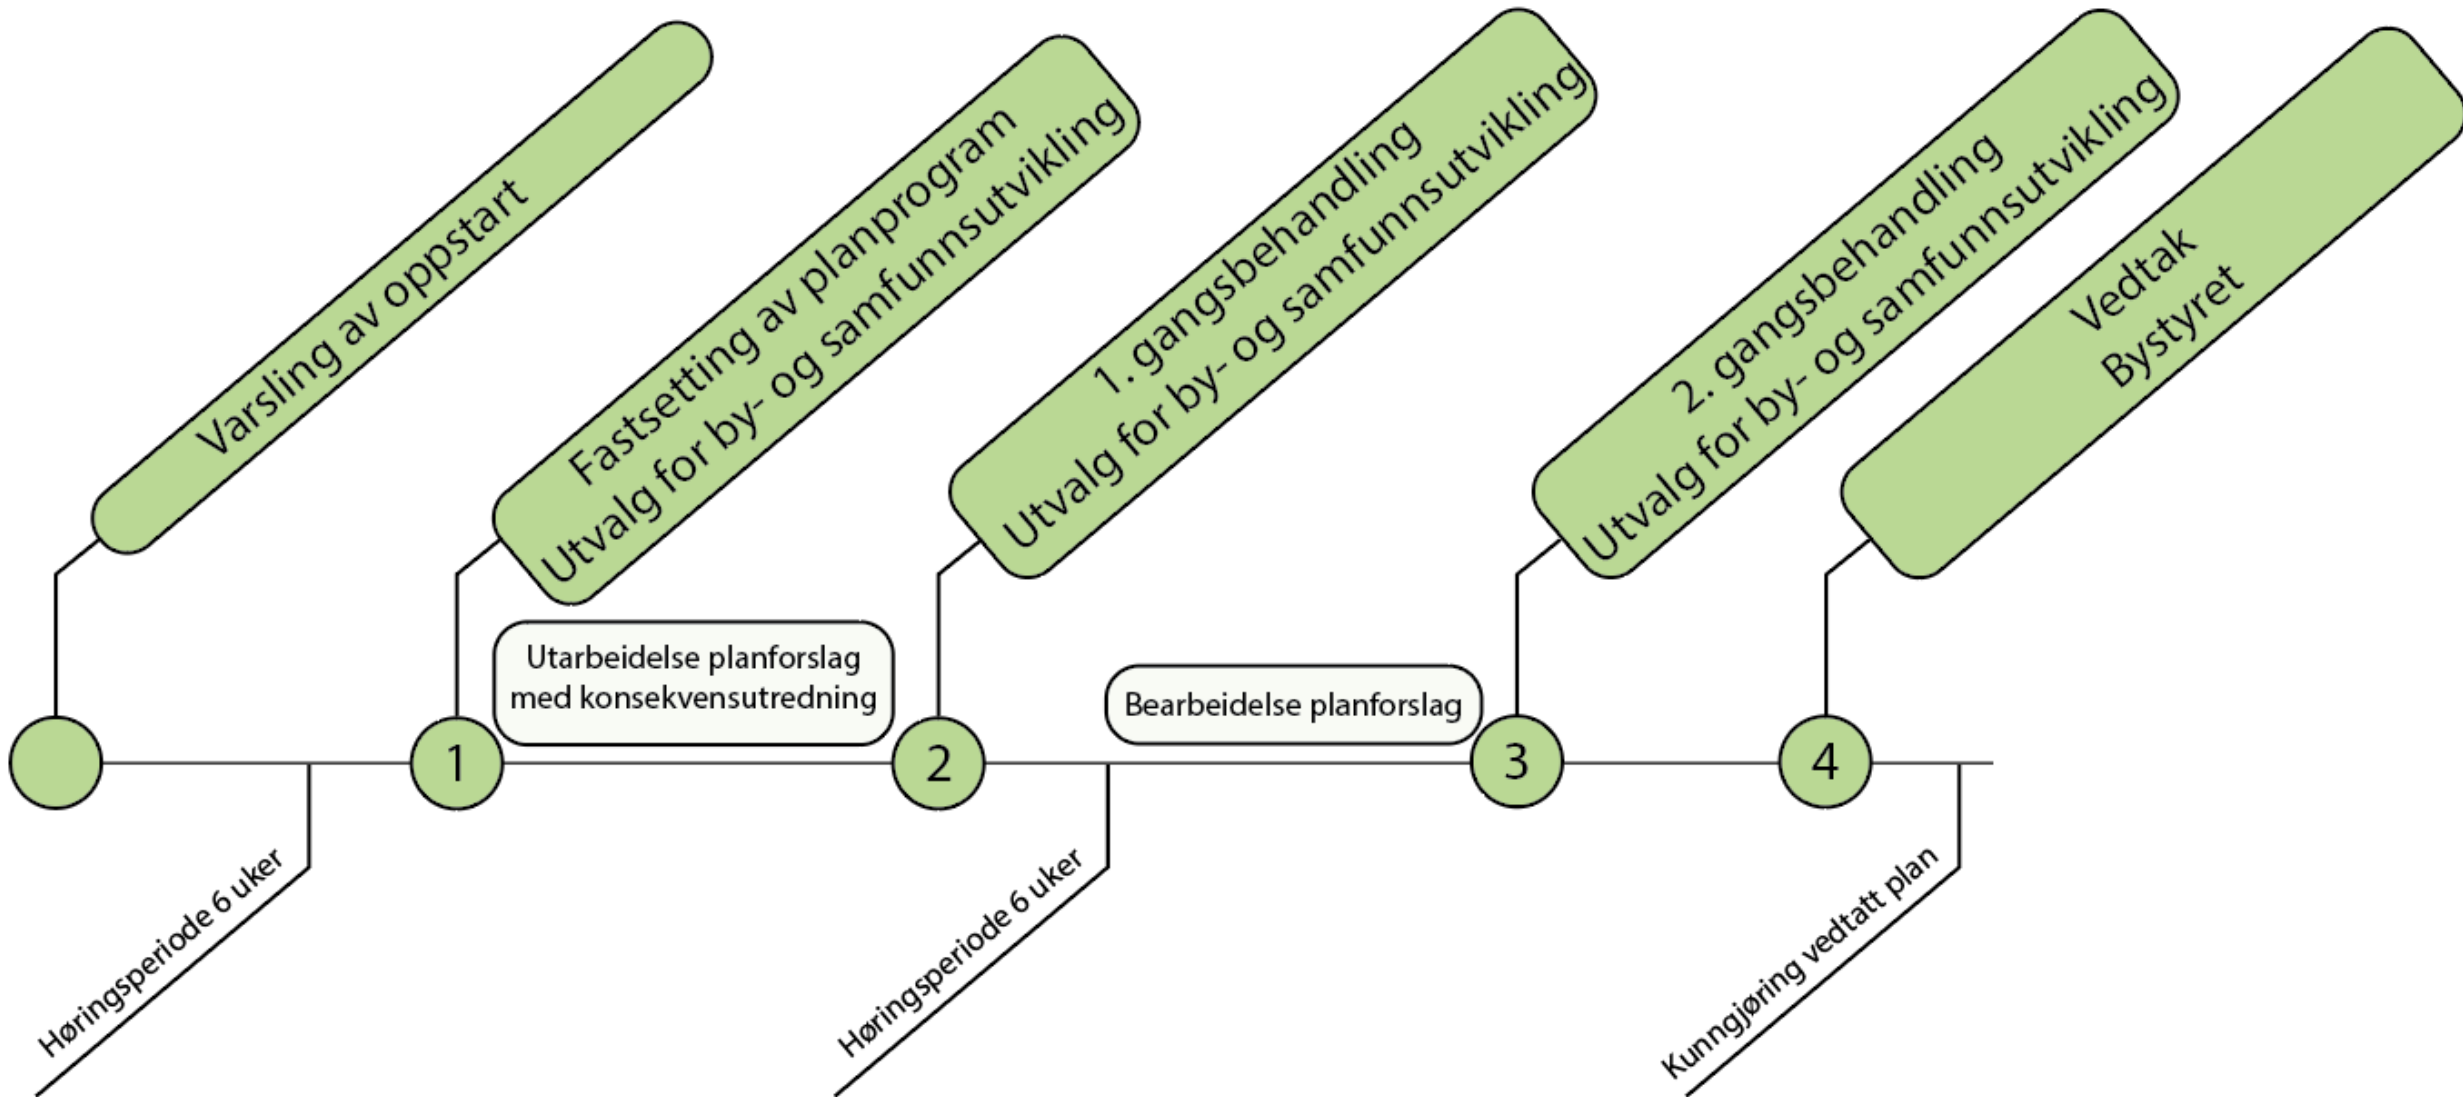 Varsling av oppstart
Fastsetting av planprogram
Utvalg for by- og samfunnsutvikling
1. gangsbehandling
Utvalg for by- og samfunnsutvikling
2. gangsbehandling
Utvalg for by- og samfunnsutvikling
Vedtak
Bystyret
Utarbeidelse planforslag
med konsekvensutredning
Bearbeidelse planforslag
1
2
3
4
Høringsperiode 6 uker
Høringsperiode 6 uker
Kunngjøring vedtatt plan